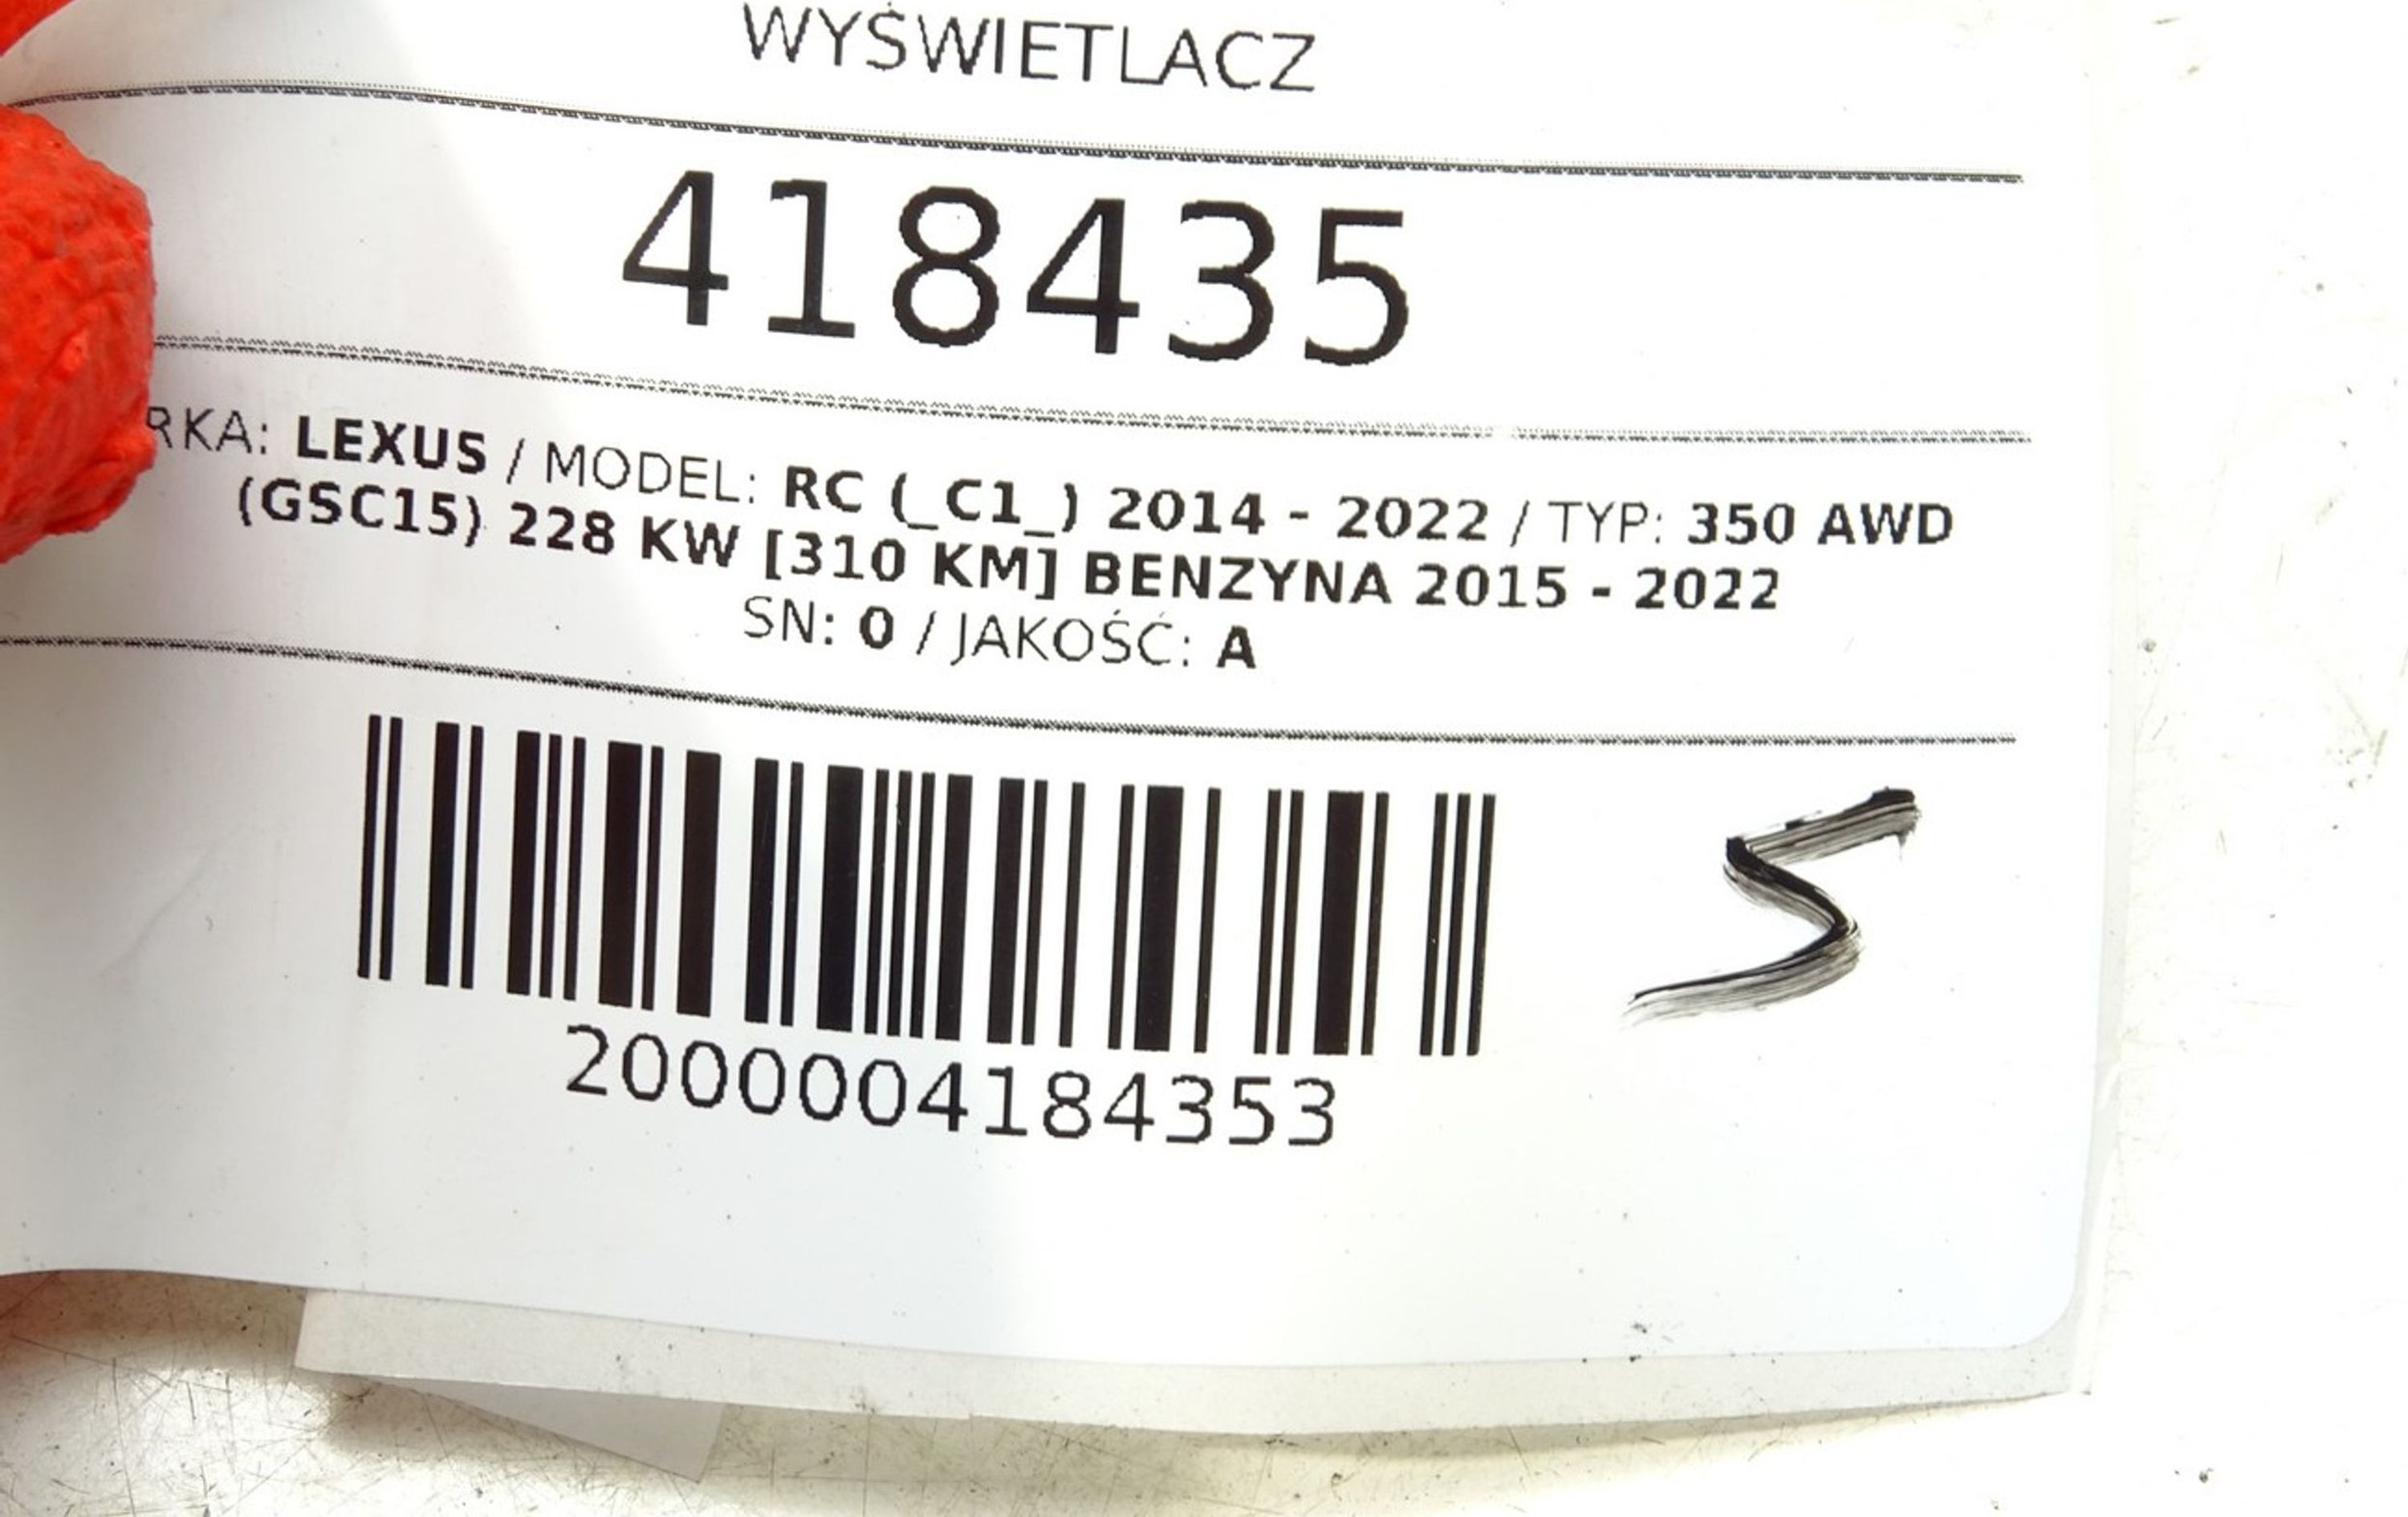 WYŚWIETLACZ
418435
RKA: LEXUS / MODEL: RC (_C1_) 2014 - 2022 / TYP: 350 AWD
(GSC15) 228 KW [310 KM] BENZYNA 2015 - 2022
SN: 0 / JAKOŚĆ: A
2000004184353
5